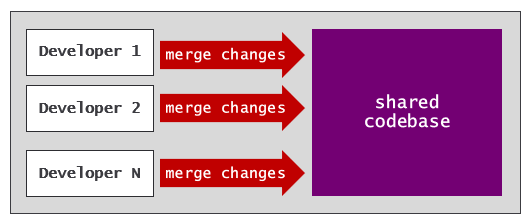 Developer 1
merge changes
Developer 2
merge changes
shared
codebase
Developer N
merge changes